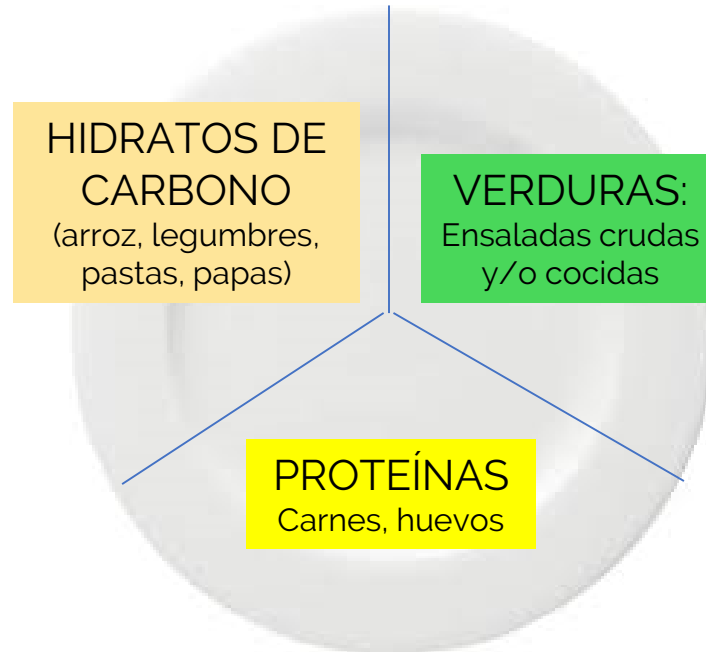 HIDRATOS DE
CARBONO
(arroz, legumbres,
pastas, papas)
VERDURAS:
Ensaladas crudas
y/o cocidas
PROTEÍNAS
Carnes, huevos